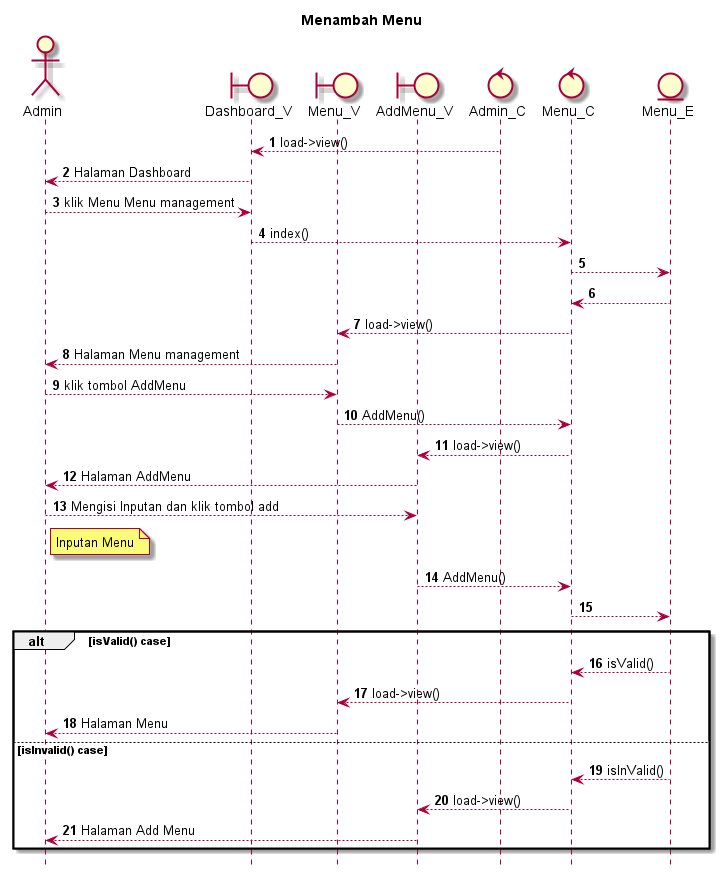 Menambah Menu
Admin
Dashboard_V
Menu_V
AddMenu_V
Admin_C
Menu_C
Menu_E
1 load->view()
2 Halaman Dashboard
3 klik Menu Menu management
4 index()
5
6
7 load->view()
8 Halaman Menu management
9 klik tombol AddMenu
10 AddMenu()
11 load->view()
12 Halaman AddMenu
13 Mengisi Inputan dan klik tombol add
Inputan Menu
14 AddMenu()
15
alt [isValid() case]
16 isValid()
17 load->view()
18 Halaman Menu
[isInvalid() case]
19 isInValid()
20 load->view()
21 Halaman Add Menu